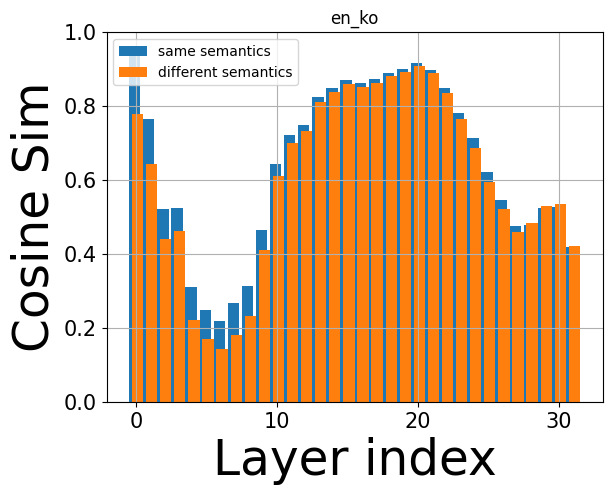 en_ko
same semantics
different semantics
1.0
0.8
0.6
0.4
0.2
0.0
Cosine Sim
0 10 20 30
Layer index